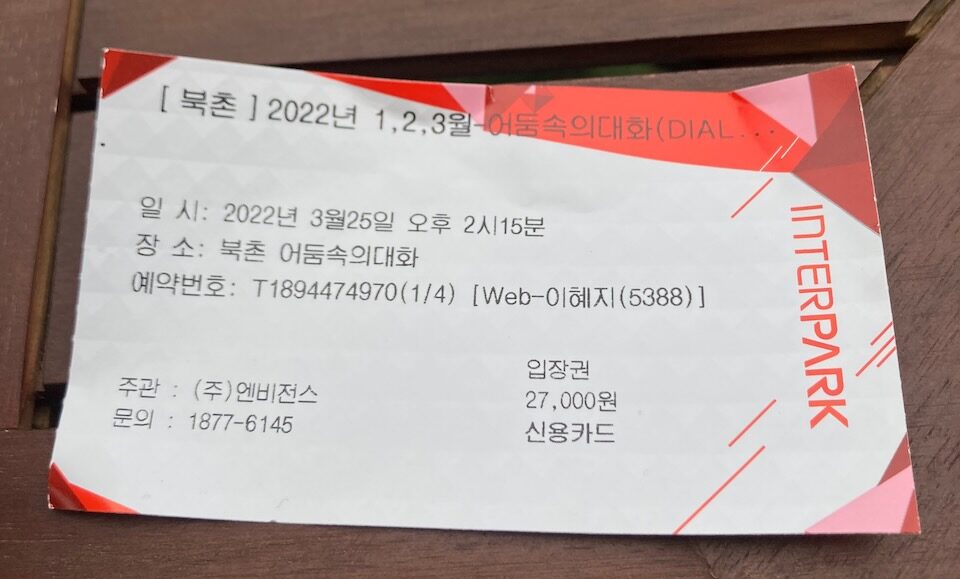 [ 북촌 ] 2022년 1,2,3월-어둠속의대화(DIAL...
일 시: 2022년 3월25일 오후 2시15분
장 소: 북촌 어둠속의대화
예약번호: T1894474970(1/4) [Web-이혜지(5388)]
주관 : (주)엔비전스
문의 : 1877-6145
입장권
27,000원
신용카드
INTERPARK